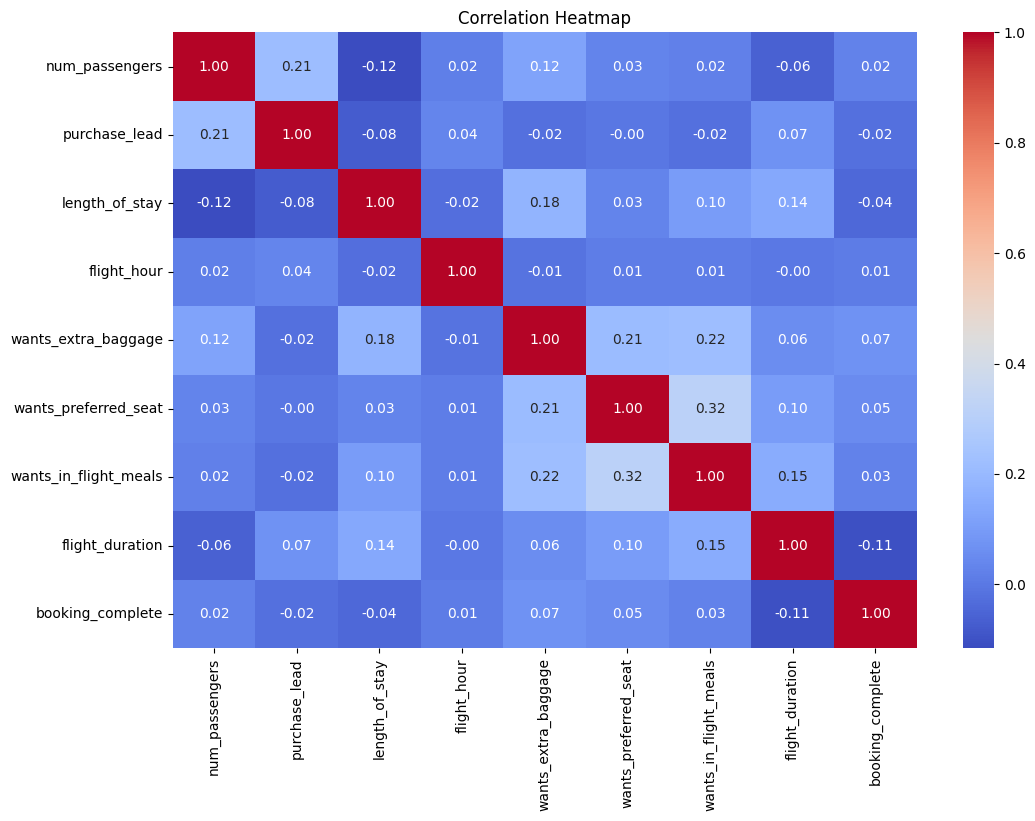 Correlation Heatmap
num_passengers 1.00 0.21 -0.12 0.02 0.12 0.03 0.02 -0.06 0.02
purchase_lead 0.21 1.00 -0.08 0.04 -0.02 -0.00 -0.02 0.07 -0.02
length_of_stay -0.12 -0.08 1.00 -0.02 0.18 0.03 0.10 0.14 -0.04
flight_hour 0.02 0.04 -0.02 1.00 -0.01 0.01 0.01 -0.00 0.01
wants_extra_baggage 0.12 -0.02 0.18 -0.01 1.00 0.21 0.22 0.06 0.07
wants_preferred_seat 0.03 -0.00 0.03 0.01 0.21 1.00 0.32 0.10 0.05
wants_in_flight_meals 0.02 -0.02 0.10 0.01 0.22 0.32 1.00 0.15 0.03
flight_duration -0.06 0.07 0.14 -0.00 0.06 0.10 0.15 1.00 -0.11
booking_complete 0.02 -0.02 -0.04 0.01 0.07 0.05 0.03 -0.11 1.00
num_passengers
purchase_lead
length_of_stay
flight_hour
wants_extra_baggage
wants_preferred_seat
wants_in_flight_meals
flight_duration
booking_complete
1.0
0.8
0.6
0.4
0.2
0.0